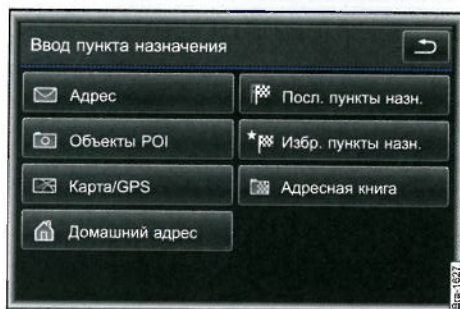 Ввод пункта назначения
Адрес
Посл. пункты назн.
Объекты POI
Избр. пункты назн.
Карта/GPS
Адресная книга
Домашний адрес
Bra-1627